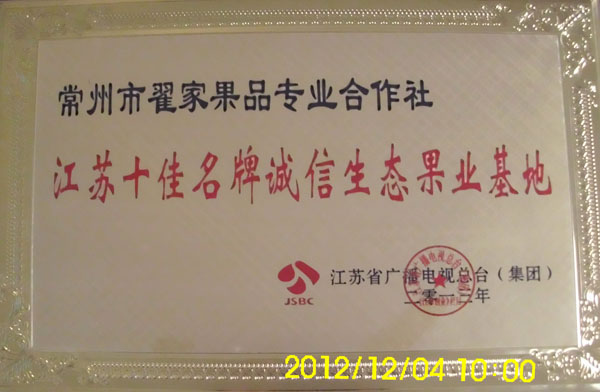 常州市翟家果品专业合作社
江苏十佳名牌诚信生态果业基地
JSBC
江苏省广播电视总台(集团)
二零一二年
2012/12/04 10:00